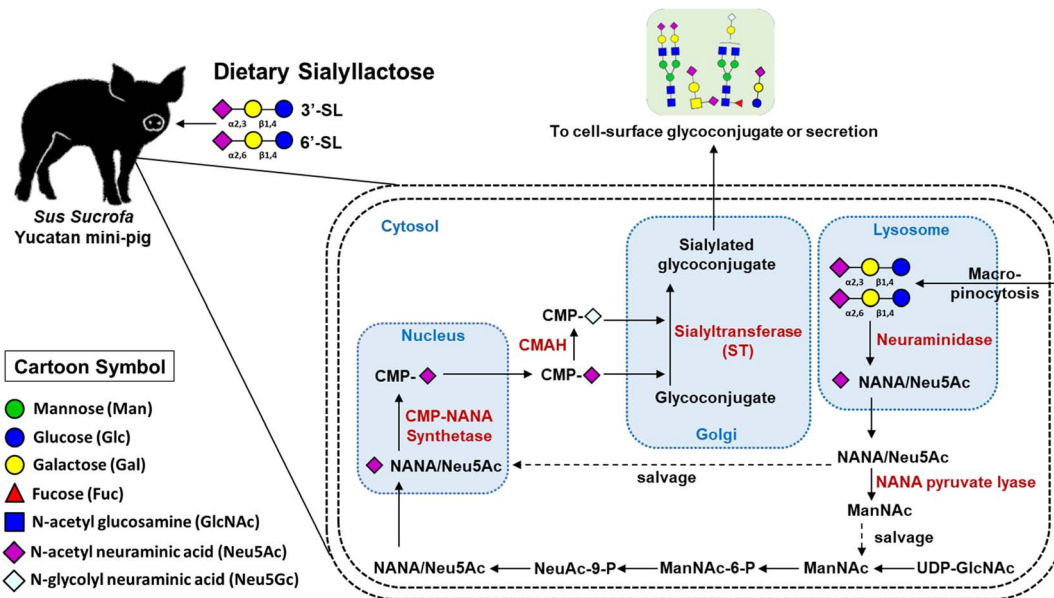 Dietary Sialyllactose
3'-SL
α2,3 β1,4
6'-SL
α2,6 β1,4
Sus Sucrofa
Yucatan mini-pig
To cell-surface glycoconjugate or secretion
Cytosol
Sialylated
glycoconjugate
Sialyltransferase
(ST)
Glycoconjugate
Golgi
Lysosome
α2,3 β1,4
α2,6 β1,4
Macro-
pinocytosis
Neuraminidase
NANA/Neu5Ac
Nucleus
CMP-
CMP-NANA
Synthetase
NANA/Neu5Ac
CMP-
CMAH
CMP-
NANA/Neu5Ac
salvage
NANA pyruvate lyase
ManNAc
salvage
NANA/Neu5Ac
NeuAc-9-P
ManNAc-6-P
ManNAc
UDP-GlcNAc
Cartoon Symbol
Mannose (Man)
Glucose (Glc)
Galactose (Gal)
Fucose (Fuc)
N-acetyl glucosamine (GlcNAc)
N-acetyl neuraminic acid (Neu5Ac)
N-glycolyl neuraminic acid (Neu5Gc)